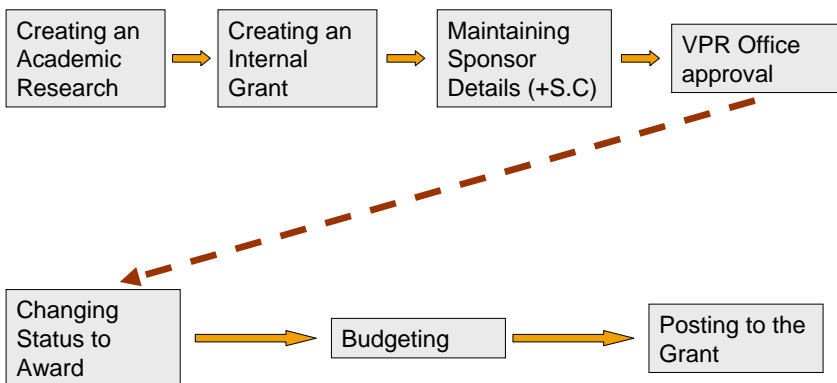 Creating an
Academic
Research
Creating an
Internal
Grant
Maintaining
Sponsor
Details (+S.C)
VPR Office
approval
Changing
Status to
Award
Budgeting
Posting to the
Grant